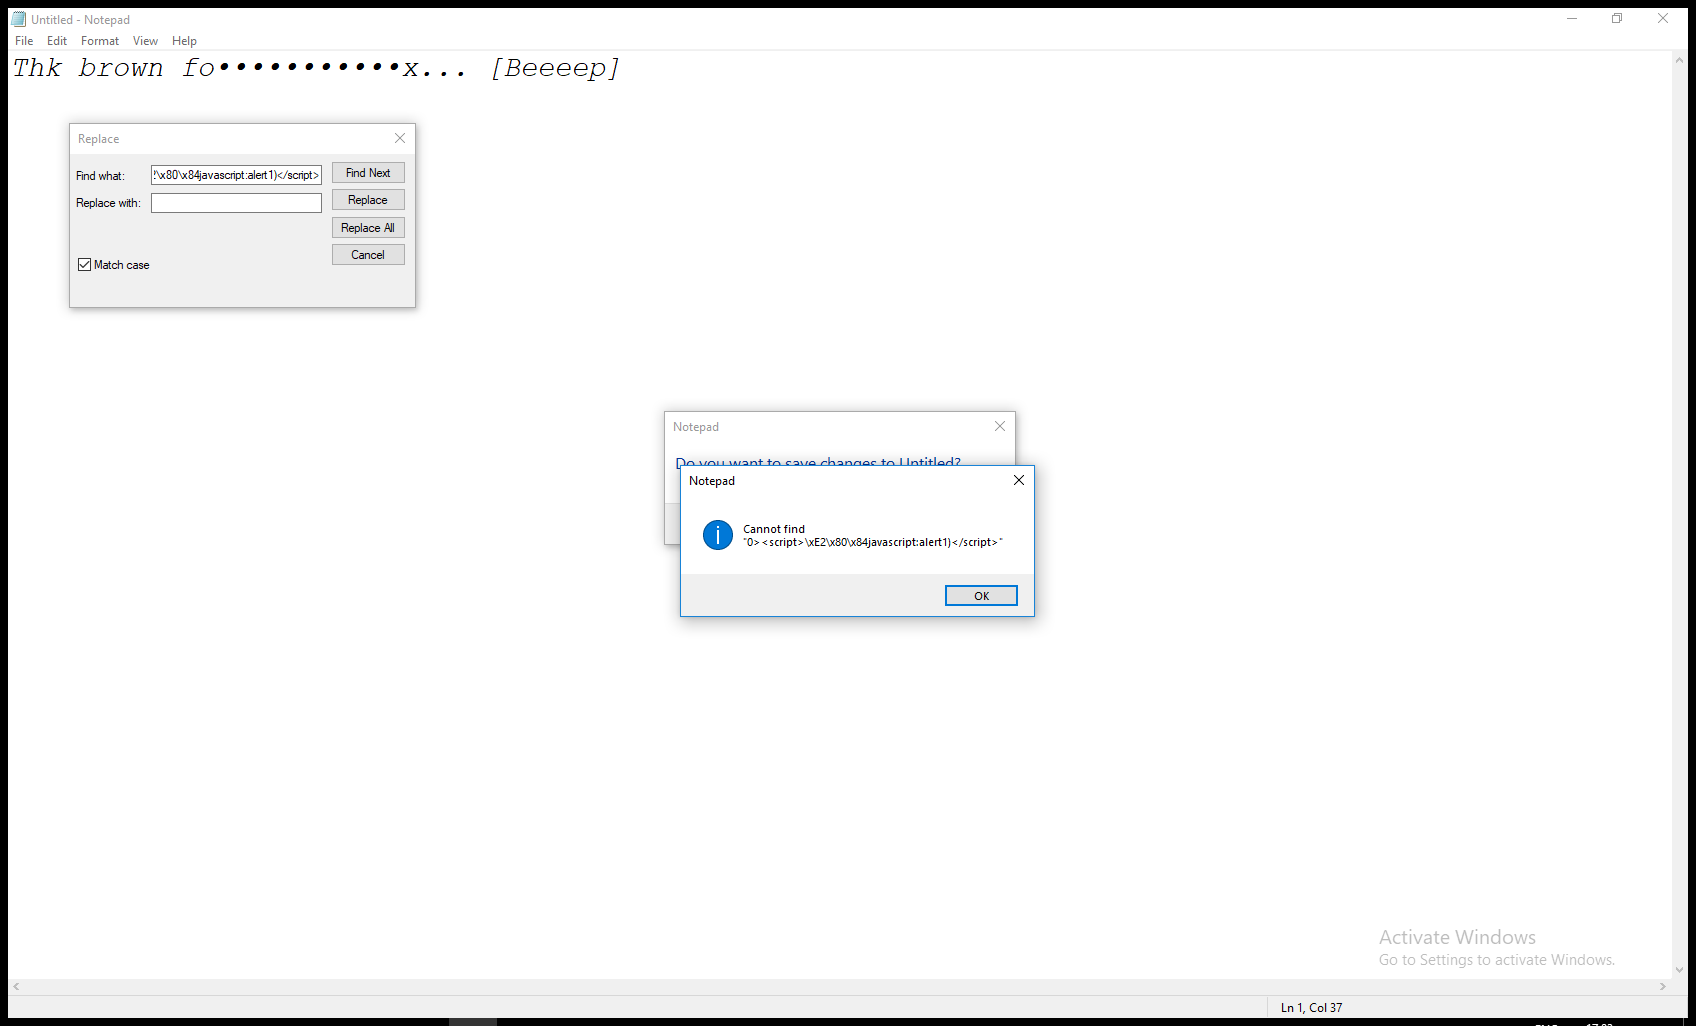 Untitled - Notepad
File Edit Format View Help
Thk brown fo•••••••••••x... [Beeeep]
Replace
Find what: \x80\x84javascript:alert1)</script> Find Next
Replace with: Replace
Replace All
Cancel
Match case
Notepad
Do you want to save changes to Untitled?
Notepad
Cannot find
"0><script>\xE2\x80\x84javascript:alert1)</script>"
OK
Activate Windows
Go to Settings to activate Windows.
Ln 1, Col 37